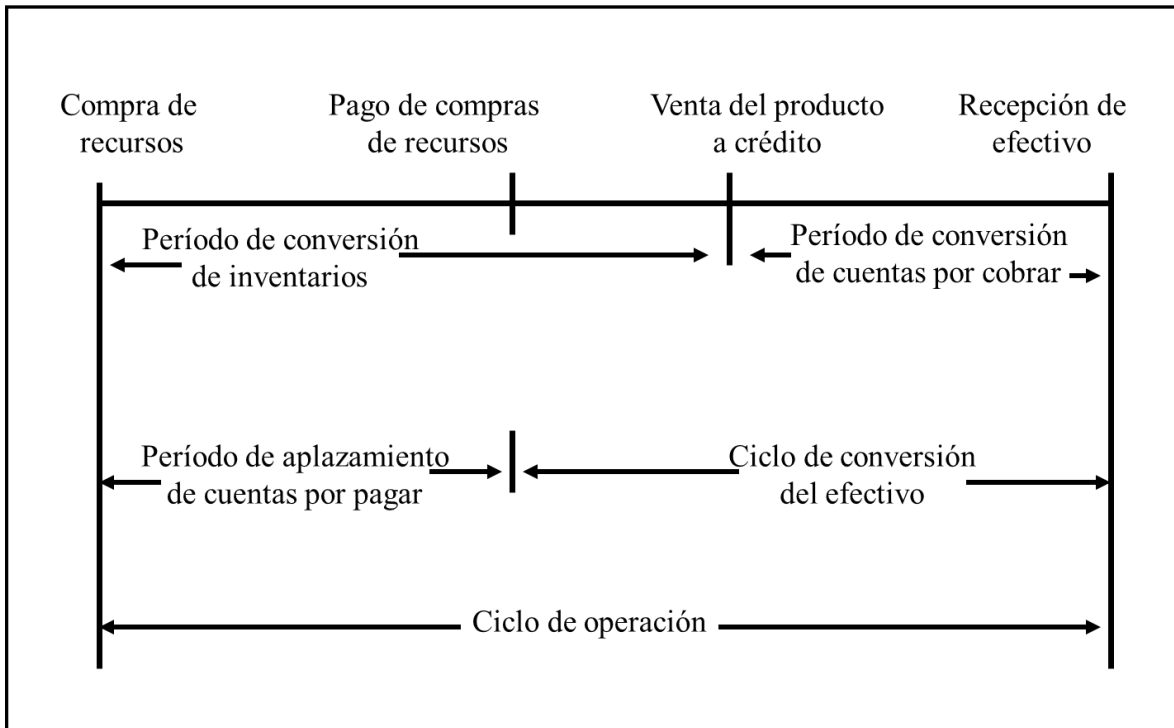 Compra de
recursos
Pago de compras
de recursos
Venta del producto
a crédito
Recepción de
efectivo
Período de conversión
de inventarios
Período de conversión
de cuentas por cobrar
Período de aplazamiento
de cuentas por pagar
Ciclo de conversión
del efectivo
Ciclo de operación